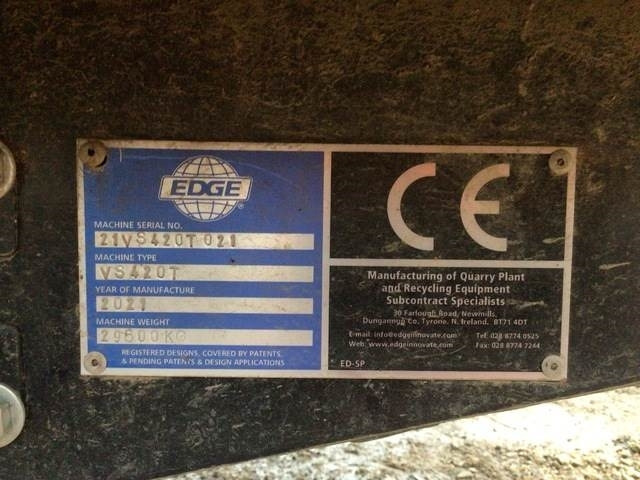 EDGE
®
MACHINE SERIAL NO.
21VS420T021
MACHINE TYPE
VS420T
YEAR OF MANUFACTURE
2021
MACHINE WEIGHT
29500KG
REGISTERED DESIGNS, COVERED BY PATENTS,
& PENDING PATENTS & DESIGN APPLICATIONS
CE
Manufacturing of Quarry Plant
and Recycling Equipment
Subcontract Specialists
30 Farlough Road, Newmills,
Dungannon Co. Tyrone. N. Ireland. BT71 4DT
E-mail: info@edgeinnovate.com Tel: 028 8774 0525
Web: www.edgeinnovate.com Fax: 028 8774 7244
ED-SP